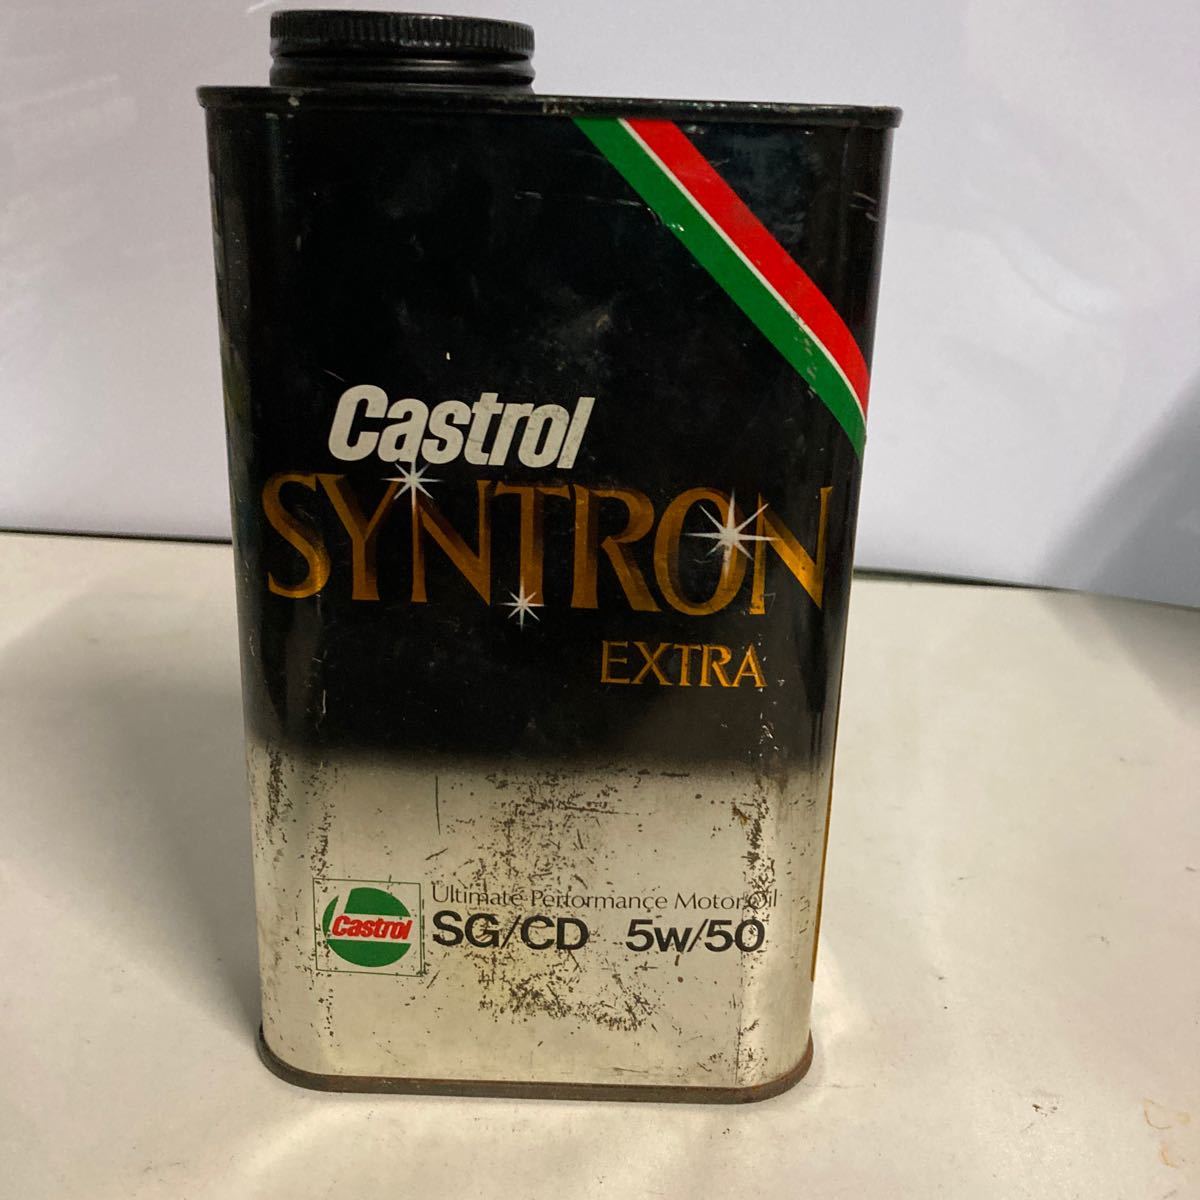 Castrol
SYNTRON
EXTRA
Castrol
Ultimate Performance Motor Oil
SG/CD 5w/50